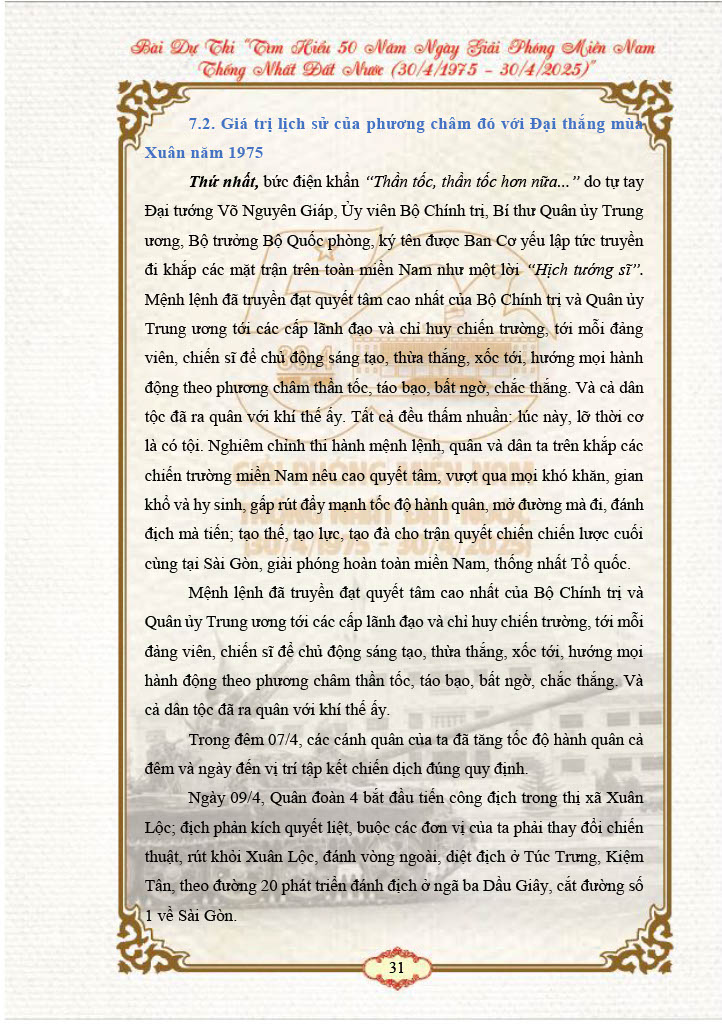 Bài Dự Thi “Tìm Hiểu 50 Năm Ngày Giải Phóng Miền Nam
Thống Nhất Đất Nước (30/4/1975 - 30/4/2025)”
7.2. Giá trị lịch sử của phương châm đó với Đại thắng mùa
Xuân năm 1975
Thứ nhất, bức điện khẩn “Thần tốc, thần tốc hơn nữa...” do tự tay
Đại tướng Võ Nguyên Giáp, Ủy viên Bộ Chính trị, Bí thư Quân ủy Trung
ương, Bộ trưởng Bộ Quốc phòng, ký tên được Ban Cơ yếu lập tức truyền
đi khắp các mặt trận trên toàn miền Nam như một lời “Hịch tướng sĩ”.
Mệnh lệnh đã truyền đạt quyết tâm cao nhất của Bộ Chính trị và Quân ủy
Trung ương tới các cấp lãnh đạo và chỉ huy chiến trường, tới mỗi đảng
viên, chiến sĩ để chủ động sáng tạo, thừa thắng, xốc tới, hướng mọi hành
động theo phương châm thần tốc, táo bạo, bất ngờ, chắc thắng. Và cả dân
tộc đã ra quân với khí thế ấy. Tất cả đều thấm nhuần: lúc này, lỡ thời cơ
là có tội. Nghiêm chỉnh thi hành mệnh lệnh, quân và dân ta trên khắp các
chiến trường miền Nam nêu cao quyết tâm, vượt qua mọi khó khăn, gian
khổ và hy sinh, gấp rút đẩy mạnh tốc độ hành quân, mở đường mà đi, đánh
địch mà tiến; tạo thế, tạo lực, tạo đà cho trận quyết chiến chiến lược cuối
cùng tại Sài Gòn, giải phóng hoàn toàn miền Nam, thống nhất Tổ quốc.
Mệnh lệnh đã truyền đạt quyết tâm cao nhất của Bộ Chính trị và
Quân ủy Trung ương tới các cấp lãnh đạo và chỉ huy chiến trường, tới mỗi
đảng viên, chiến sĩ để chủ động sáng tạo, thừa thắng, xốc tới, hướng mọi
hành động theo phương châm thần tốc, táo bạo, bất ngờ, chắc thắng. Và
cả dân tộc đã ra quân với khí thế ấy.
Trong đêm 07/4, các cánh quân của ta đã tăng tốc độ hành quân cả
đêm và ngày đến vị trí tập kết chiến dịch đúng quy định.
Ngày 09/4, Quân đoàn 4 bắt đầu tiến công địch trong thị xã Xuân
Lộc; địch phản kích quyết liệt, buộc các đơn vị của ta phải thay đổi chiến
thuật, rút khỏi Xuân Lộc, đánh vòng ngoài, diệt địch ở Túc Trưng, Kiệm
Tân, theo đường 20 phát triển đánh địch ở ngã ba Dầu Giây, cắt đường số
1 về Sài Gòn.
50
30.4
GIẢI PHÓNG MIỀN NAM
THỐNG NHẤT ĐẤT NƯỚC
(30/4/1975 - 30/4/2025)
31